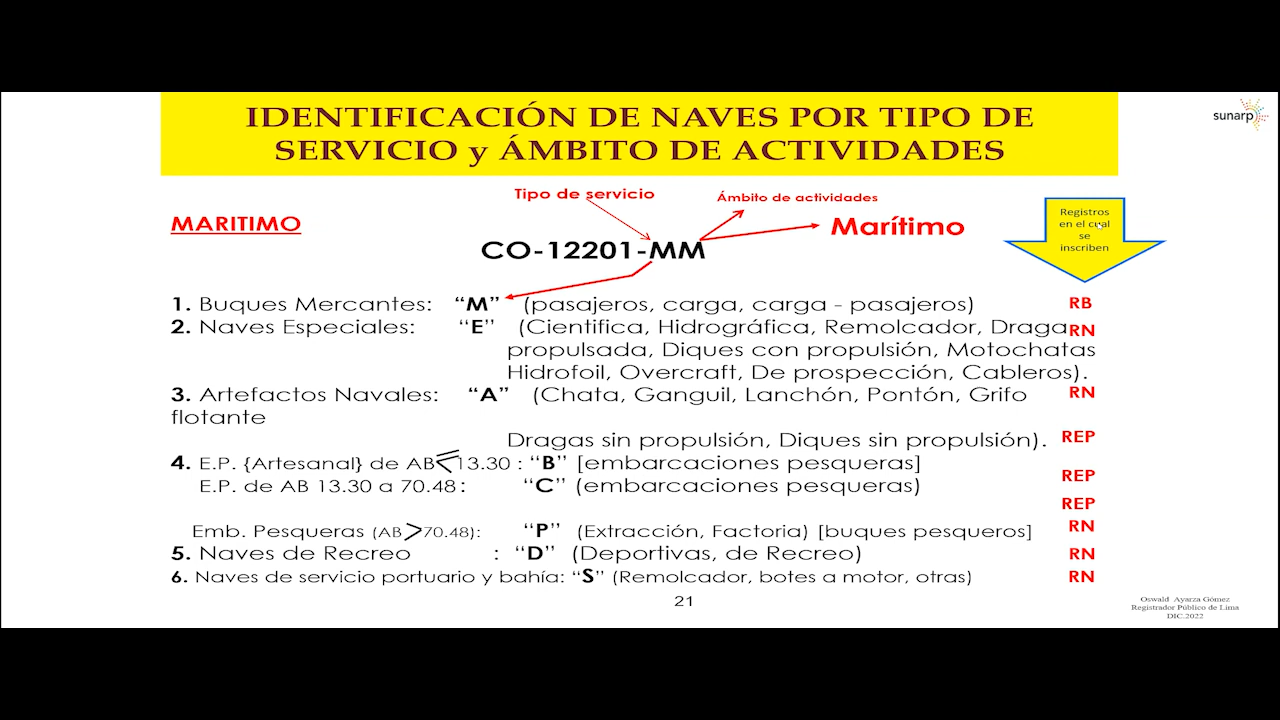 IDENTIFICACIÓN DE NAVES POR TIPO DE
SERVICIO y ÁMBITO DE ACTIVIDADES
sunarp
Tipo de servicio
Ámbito de actividades
MARITIMO
Marítimo
CO-12201-MM
Registros
en el cual
se
inscriben
1. Buques Mercantes: “M” (pasajeros, carga, carga - pasajeros) RB
2. Naves Especiales: “E” (Cientifica, Hidrográfica, Remolcador, Draga RN
propulsada, Diques con propulsión, Motochatas
Hidrofoil, Overcraft, De prospección, Cableros).
3. Artefactos Navales: “A” (Chata, Ganguil, Lanchón, Pontón, Grifo RN
flotante
Dragas sin propulsión, Diques sin propulsión). REP
4. E.P. {Artesanal} de AB ≤ 13.30 : “B” [embarcaciones pesqueras]
REP
E.P. de AB 13.30 a 70.48 : “C” (embarcaciones pesqueras)
REP
Emb. Pesqueras (AB >70.48): “P” (Extracción, Factoria) [buques pesqueros] RN
5. Naves de Recreo : “D” (Deportivas, de Recreo) RN
6. Naves de servicio portuario y bahía: “S” (Remolcador, botes a motor, otras) RN
21
Oswald. Ayarza Gómez
Registrador Público de Lima
DIC.2022